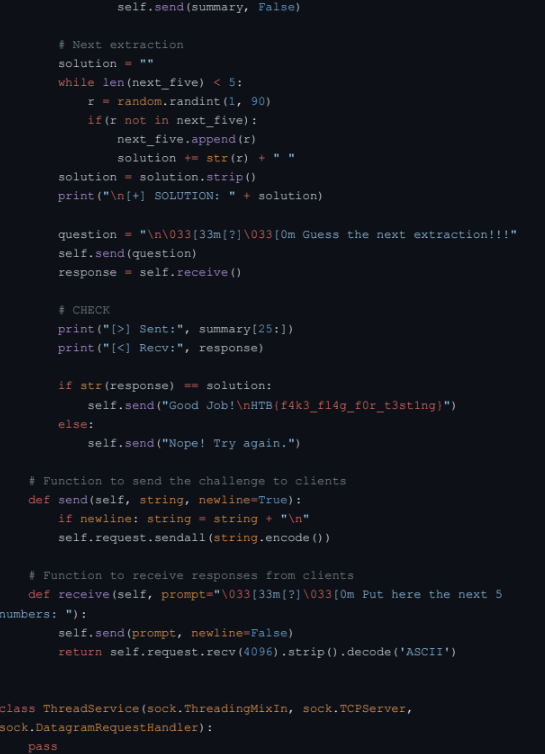 self.send(summary, False)

        # Next extraction
        solution = ""
        while len(next_five) < 5:
            r = random.randint(1, 90)
            if(r not in next_five):
                next_five.append(r)
                solution += str(r) + " "
        solution = solution.strip()
        print("\n[+] SOLUTION: " + solution)

        question = "\n\033[33m[?]\033[0m Guess the next extraction!!!"
        self.send(question)
        response = self.receive()

        # CHECK
        print("[>] Sent:", summary[25:])
        print("[<] Recv:", response)

        if str(response) == solution:
            self.send("Good Job!\nHTB{f4k3_fl4g_f0r_t3st1ng}")
        else:
            self.send("Nope! Try again.")

    # Function to send the challenge to clients
    def send(self, string, newline=True):
        if newline: string = string + "\n"
        self.request.sendall(string.encode())

    # Function to receive responses from clients
    def receive(self, prompt="\033[33m[?]\033[0m Put here the next 5
numbers: "):
        self.send(prompt, newline=False)
        return self.request.recv(4096).strip().decode('ASCII')


class ThreadService(sock.ThreadingMixIn, sock.TCPServer,
sock.DatagramRequestHandler):
    pass